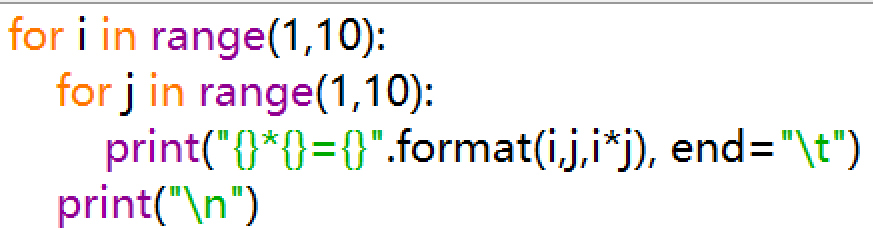 for i in range(1,10):
    for j in range(1,10):
        print("{}*{}={}".format(i,j,i*j), end="\t")
    print("\n")